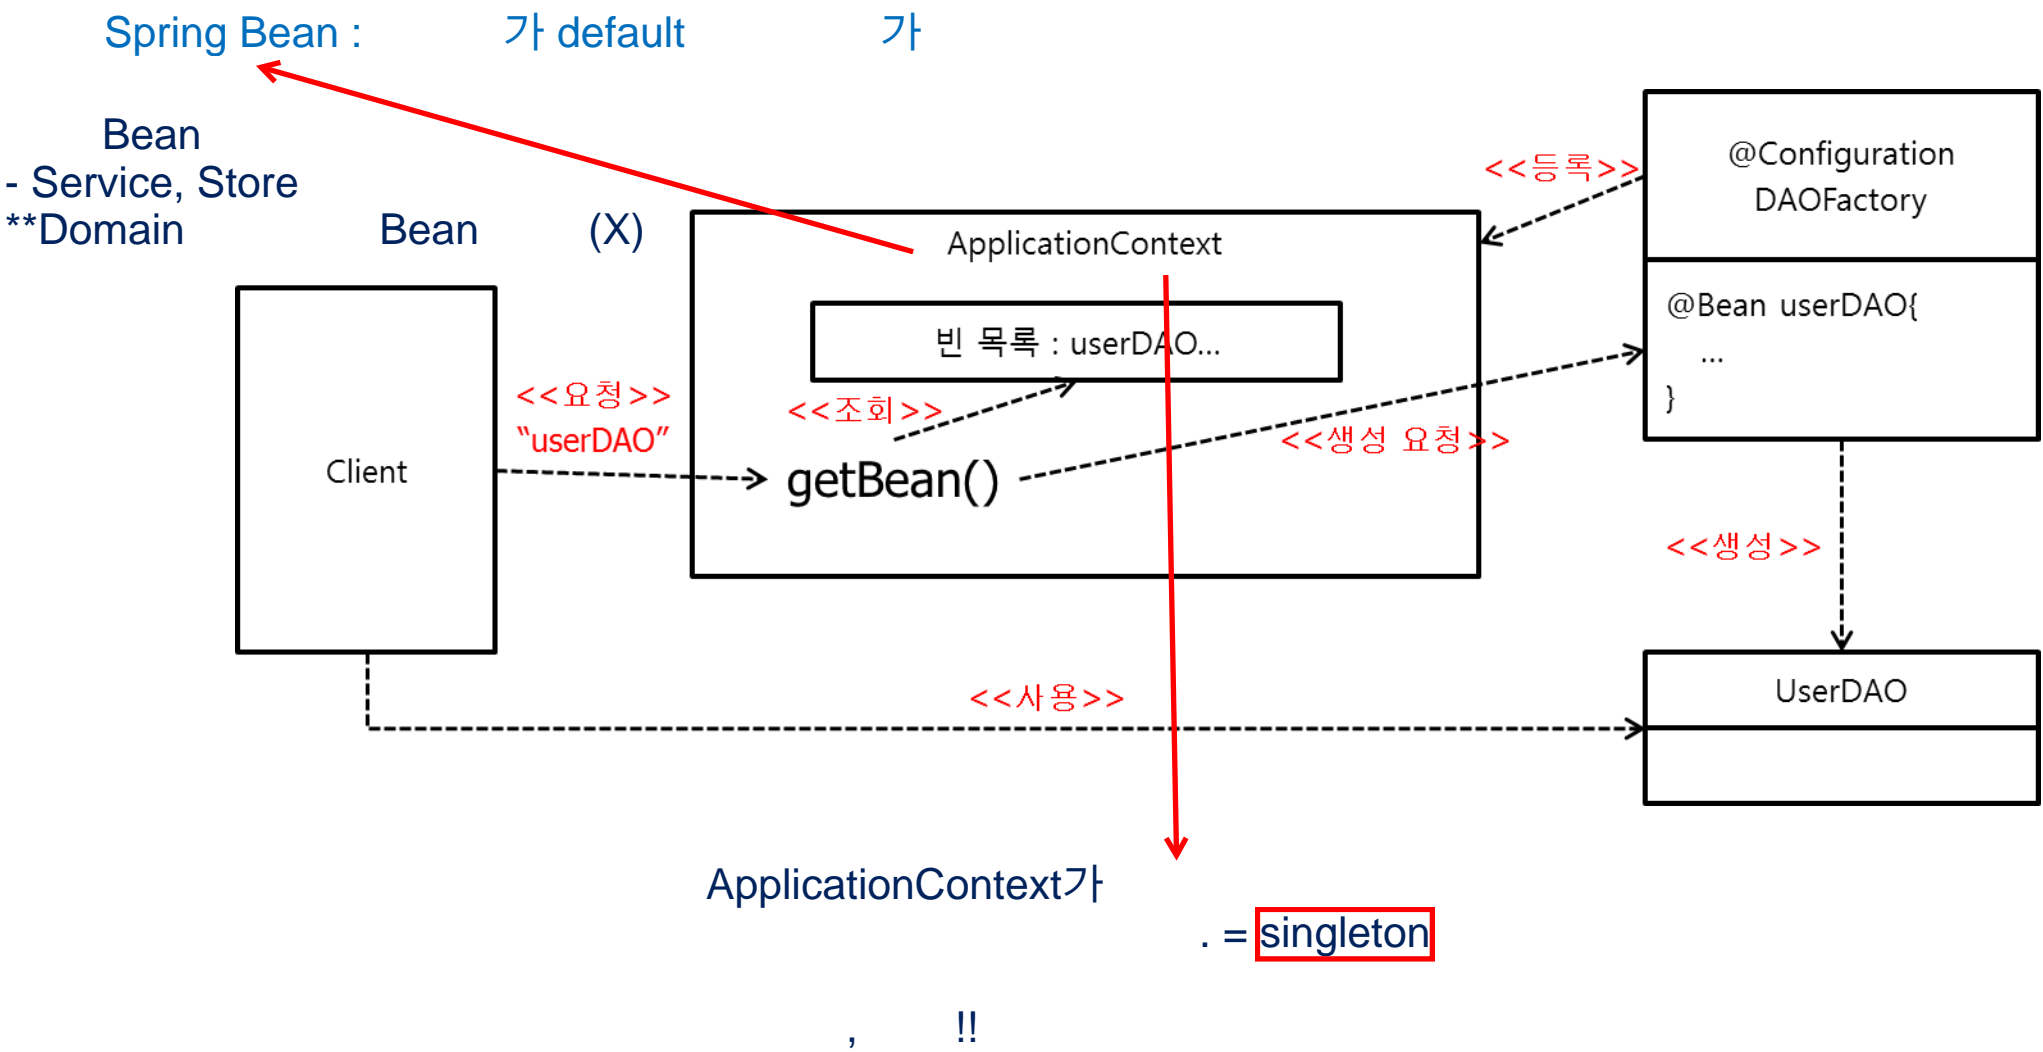 Spring Bean : 가 default 가
Bean
- Service, Store
**Domain Bean (X)
<<등록>>
@Configuration
DAOFactory
ApplicationContext
@Bean userDAO{
...
}
빈 목록 : userDAO...
<<요청>>
"userDAO"
<<조회>>
<<생성 요청>>
Client
getBean()
<<생성>>
<<사용>>
UserDAO
ApplicationContext가
. = singleton
, !!